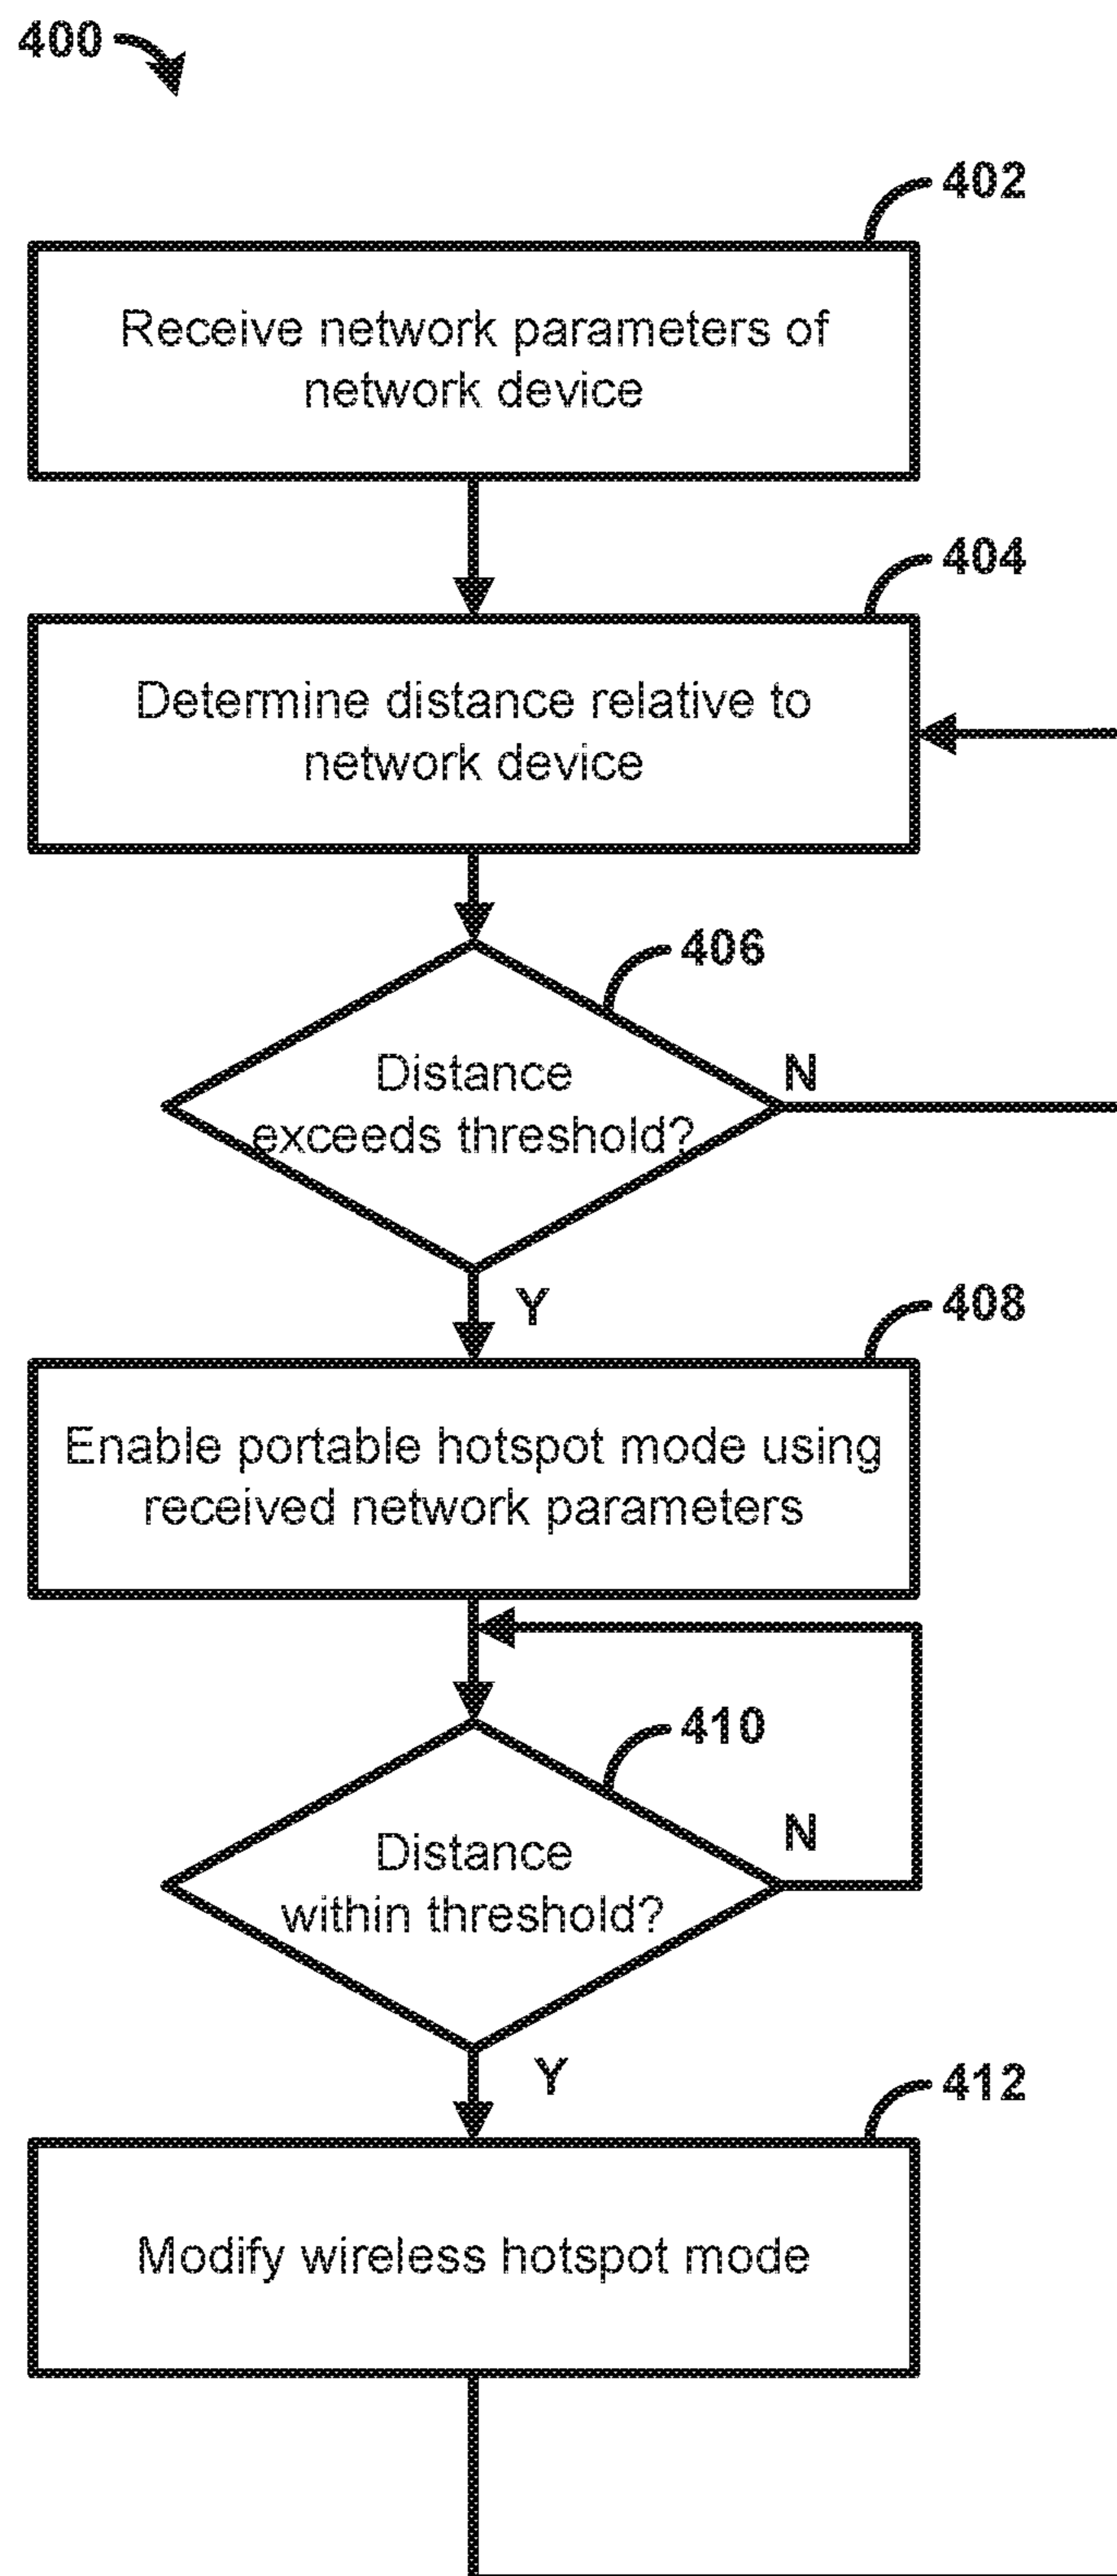 400
402
Receive network parameters of
network device
404
Determine distance relative to
network device
406
Distance
exceeds threshold?
N
Y
408
Enable portable hotspot mode using
received network parameters
410
Distance
within threshold?
N
Y
412
Modify wireless hotspot mode